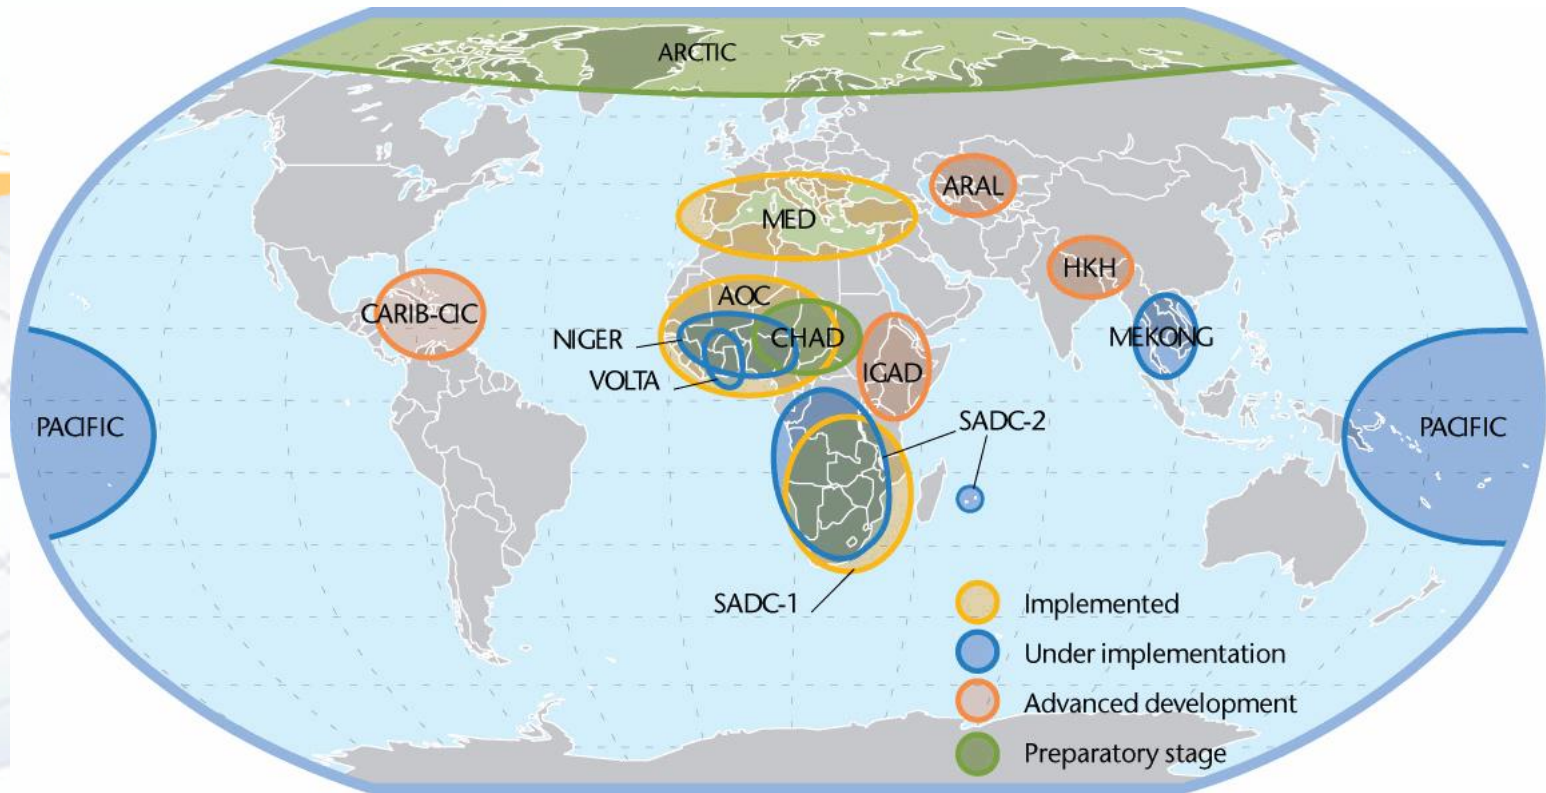 ARCTIC
ARAL
MED
HKH
AOC
CARIB-CIC
NIGER
CHAD
MEKONG
VOLTA
IGAD
PACIFIC
SADC-2
PACIFIC
SADC-1
Implemented
Under implementation
Advanced development
Preparatory stage